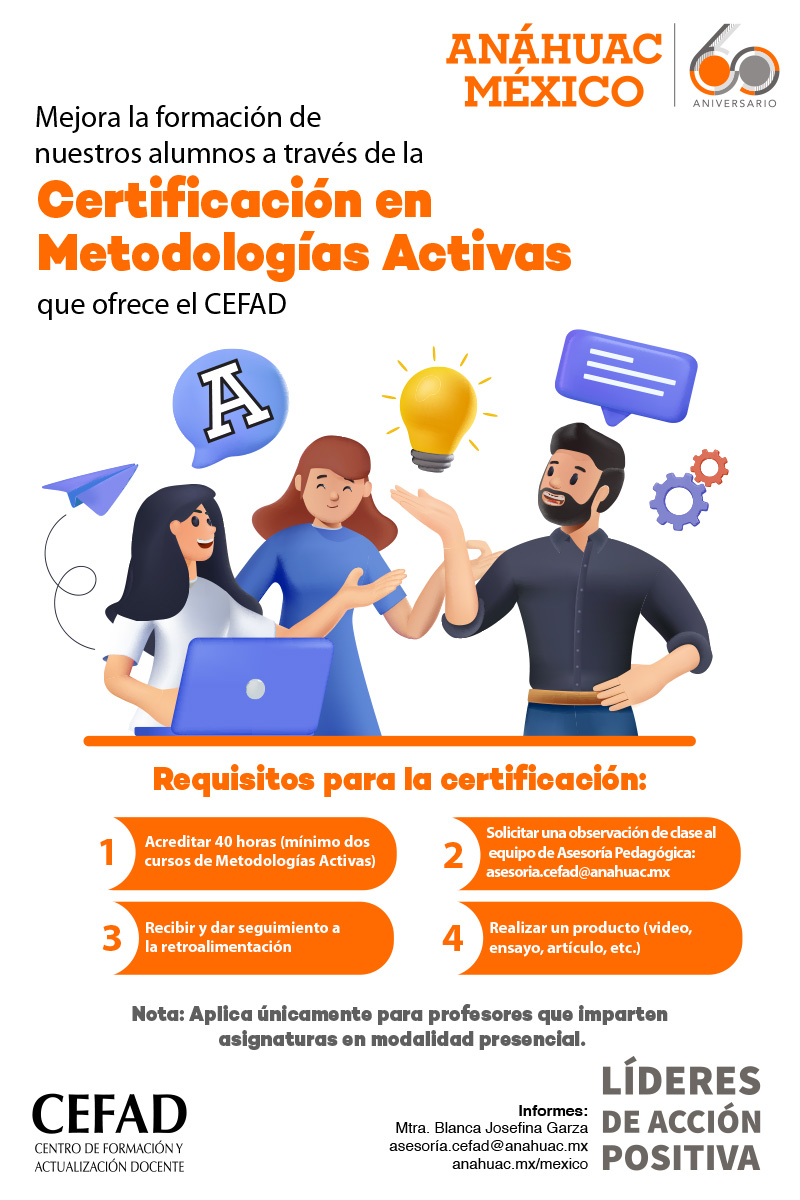 ANÁHUAC
MÉXICO
60
ANIVERSARIO
Mejora la formación de
nuestros alumnos a través de la
Certificación en
Metodologías Activas
que ofrece el CEFAD
A
Requisitos para la certificación:
1
Acreditar 40 horas (mínimo dos
cursos de Metodologías Activas)
2
Solicitar una observación de clase al
equipo de Asesoría Pedagógica:
asesoria.cefad@anahuac.mx
3
Recibir y dar seguimiento a
la retroalimentación
4
Realizar un producto (video,
ensayo, artículo, etc.)
Nota: Aplica únicamente para profesores que imparten
asignaturas en modalidad presencial.
CEFAD
CENTRO DE FORMACIÓN Y
ACTUALIZACIÓN DOCENTE
Informes:
Mtra. Blanca Josefina Garza
asesoría.cefad@anahuac.mx
anahuac.mx/mexico
LÍDERES
DE ACCIÓN
POSITIVA